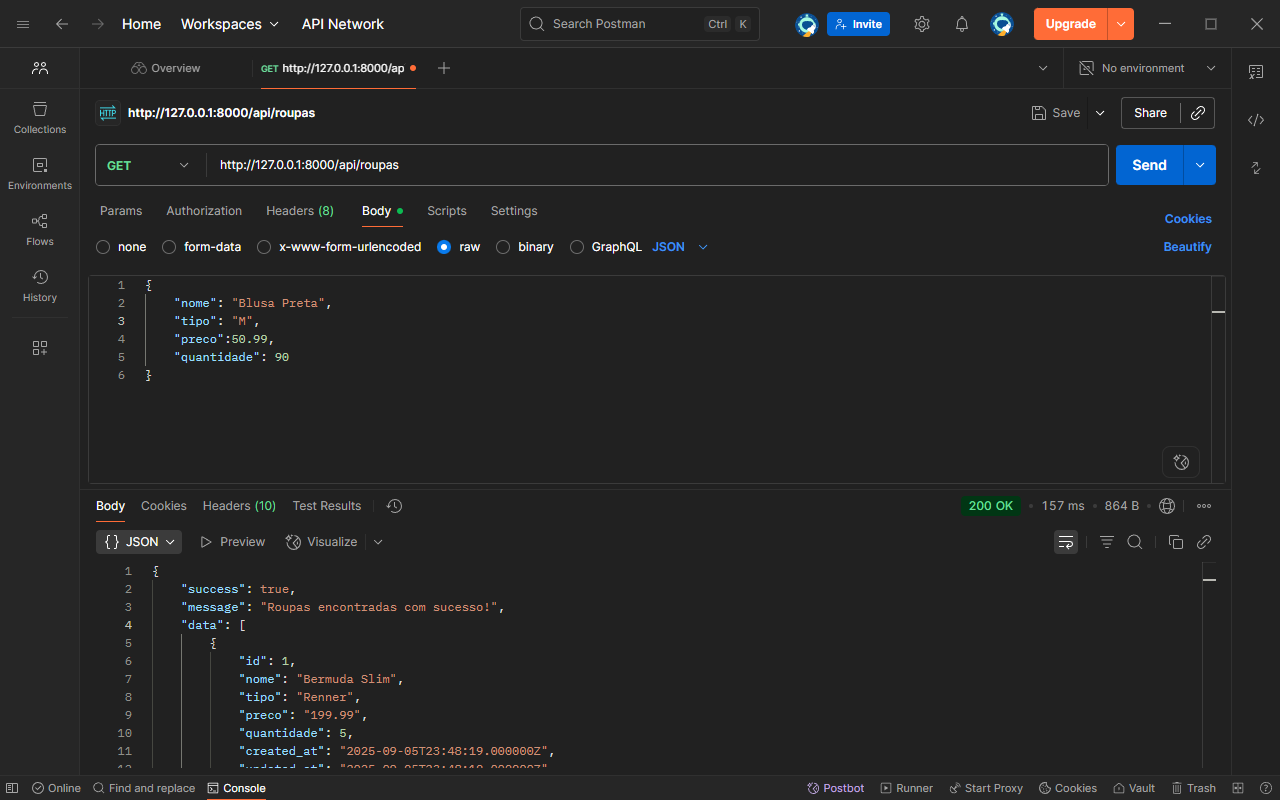 Home Workspaces API Network Search Postman Ctrl K Invite Upgrade
Overview GET http://127.0.0.1:8000/ap No environment
HTTP http://127.0.0.1:8000/api/roupas Save Share
Collections
GET http://127.0.0.1:8000/api/roupas Send
Environments
Params Authorization Headers (8) Body Scripts Settings Cookies
Flows
none form-data x-www-form-urlencoded raw binary GraphQL JSON Beautify
History
1 {
2 "nome": "Blusa Preta",
3 "tipo": "M",
4 "preco":50.99,
5 "quantidade": 90
6 }
Body Cookies Headers (10) Test Results 200 OK 157 ms 864 B
{} JSON Preview Visualize
1 {
2 "success": true,
3 "message": "Roupas encontradas com sucesso!",
4 "data": [
5 {
6 "id": 1,
7 "nome": "Bermuda Slim",
8 "tipo": "Renner",
9 "preco": "199.99",
10 "quantidade": 5,
11 "created_at": "2025-09-05T23:48:19.000000Z",
Online Find and replace Console Postbot Runner Start Proxy Cookies Vault Trash